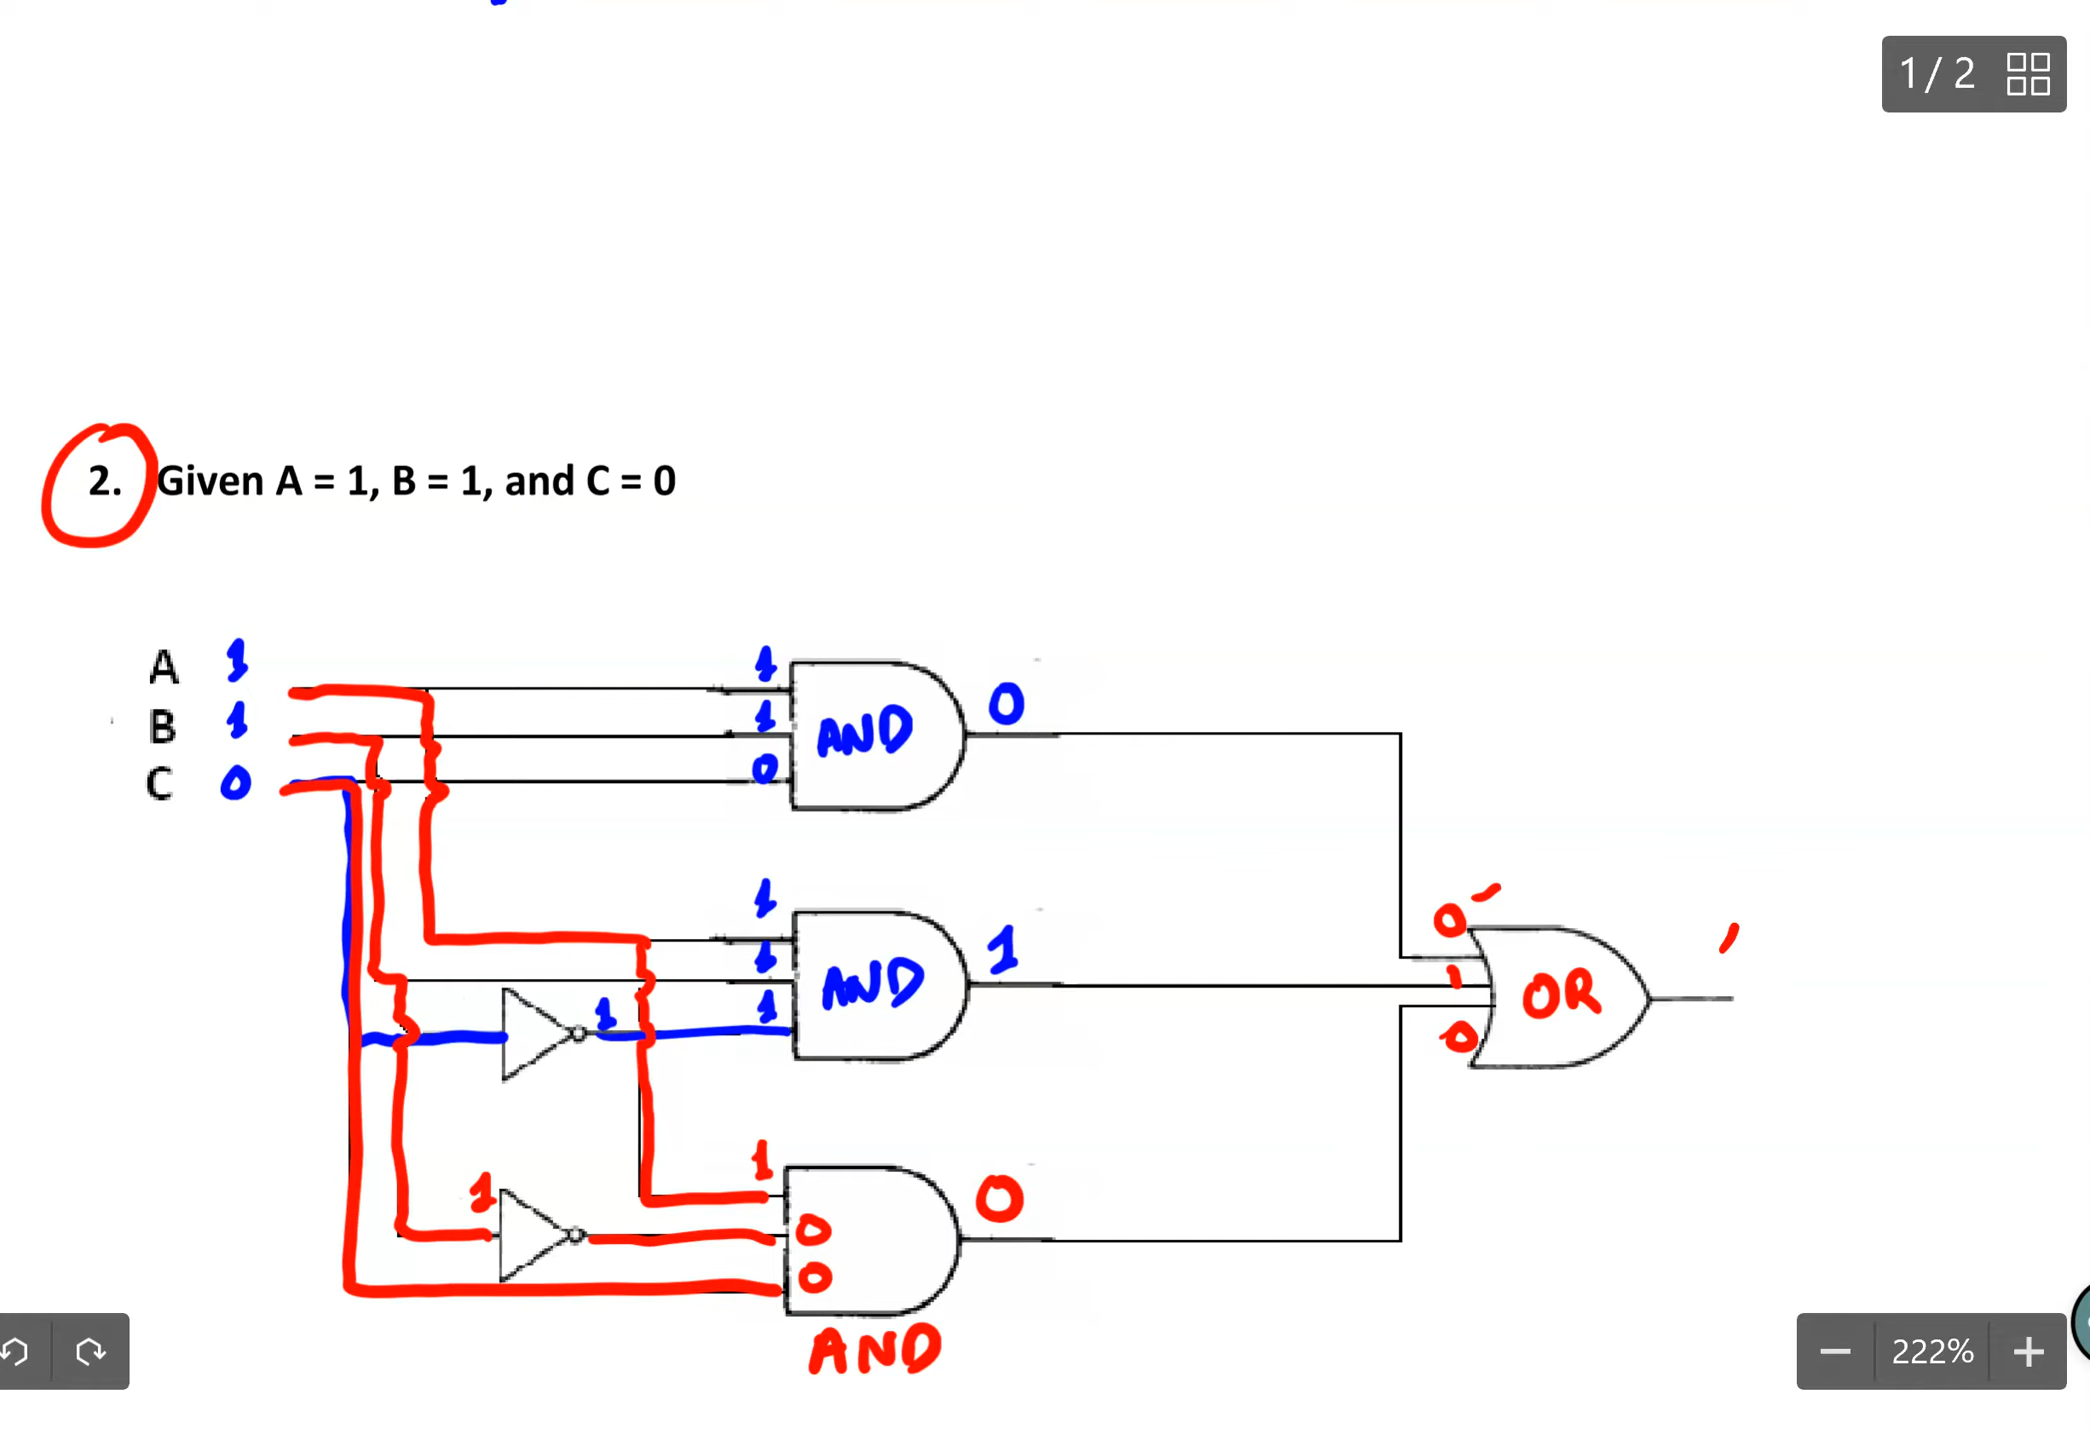 1 / 2
2. Given A = 1, B = 1, and C = 0
A 1 1 0
B 1 1 AND
C 0 0
1
1 AND 1
1 1
0
1 OR
0
1 1 0
0
0
AND
222%